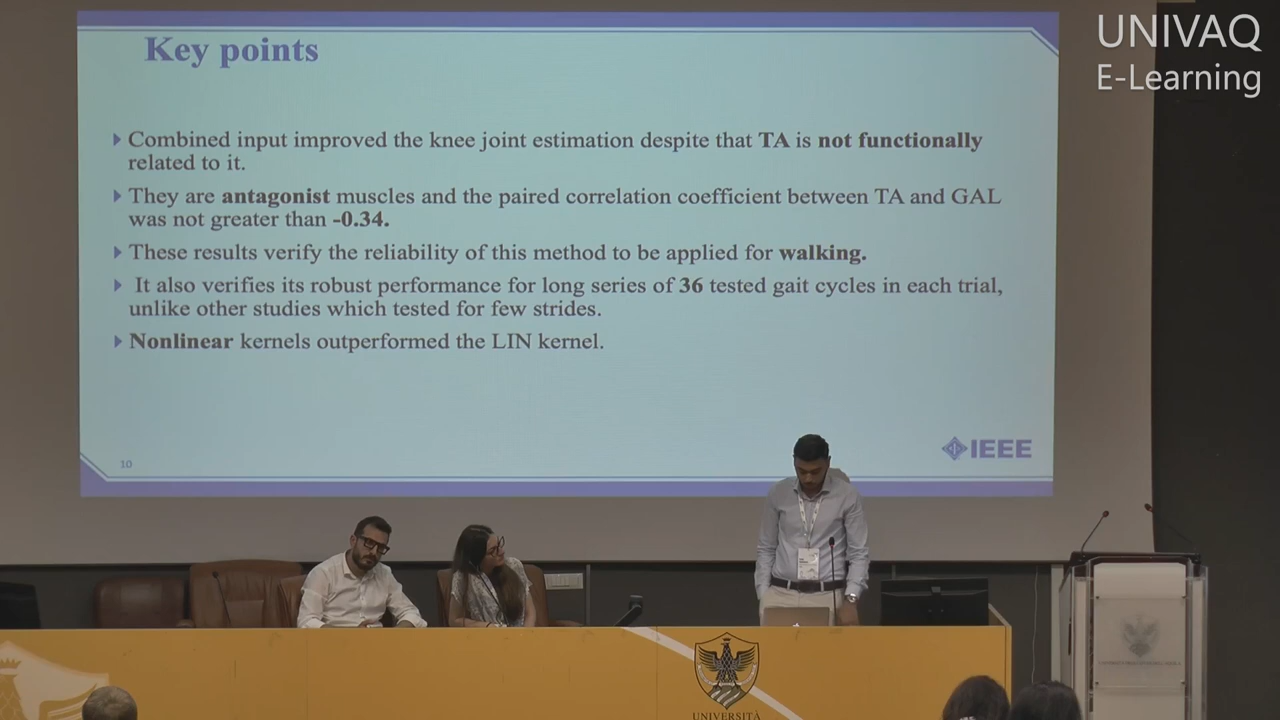 UNIVAQ
E-Learning
Key points
Combined input improved the knee joint estimation despite that TA is not functionally
related to it.
They are antagonist muscles and the paired correlation coefficient between TA and GAL
was not greater than -0.34.
These results verify the reliability of this method to be applied for walking.
It also verifies its robust performance for long series of 36 tested gait cycles in each trial,
unlike other studies which tested for few strides.
Nonlinear kernels outperformed the LIN kernel.
10
IEEE
UNIVERSITÀ